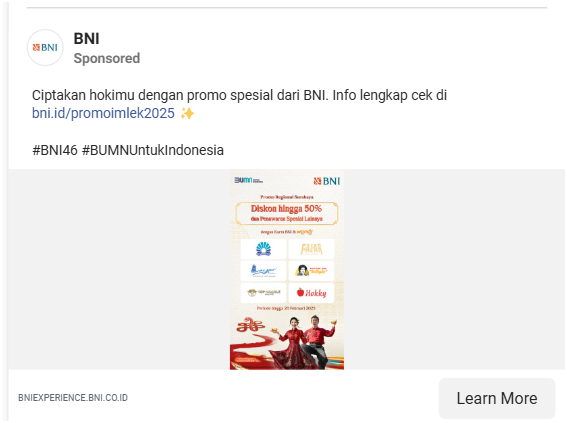 BNI
BNI
Sponsored
Ciptakan hokimu dengan promo spesial dari BNI. Info lengkap cek di
bni.id/promoimlek2025 ✨
#BNI46 #BUMNUntukIndonesia
BUMN
BNI
Promo Regional Surabaya
Diskon hingga 50%
dan Penawaran Spesial Lainnya
dengan Kartu BNI &
Hokky
Periode hingga 28 Februari 2025
BNIEXPERIENCE.BNI.CO.ID
Learn More